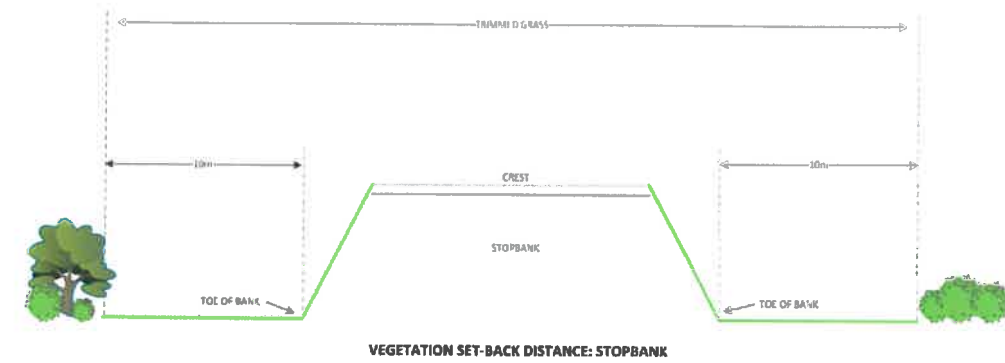 TRIMMED GRASS
10m
10m
CREST
STOPBANK
TOE OF BANK
TOE OF BANK
VEGETATION SET-BACK DISTANCE: STOPBANK